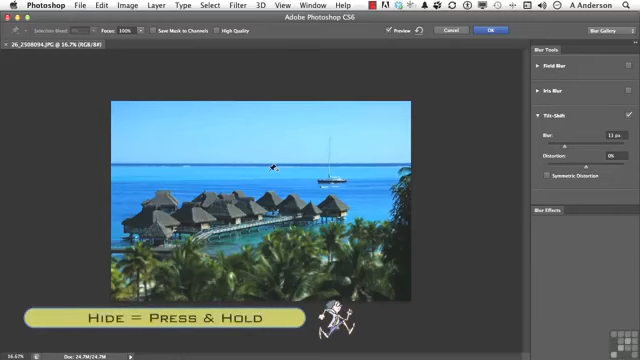 Photoshop File Edit Image Layer Type Select Filter 3D View Window Help A Anderson
Adobe Photoshop CS6
Selection Bleed: Focus: 100% Save Mask to Channels High Quality Preview Cancel OK Blur Gallery
26_2508094.JPG @ 16.7% (RGB/8#)
Blur Tools
Field Blur
Iris Blur
Tilt-Shift
Blur: 15 px
Distortion: 0%
Symmetric Distortion
Blur Effects
Hide = Press & Hold
16.67% Doc: 24.7M/24.7M